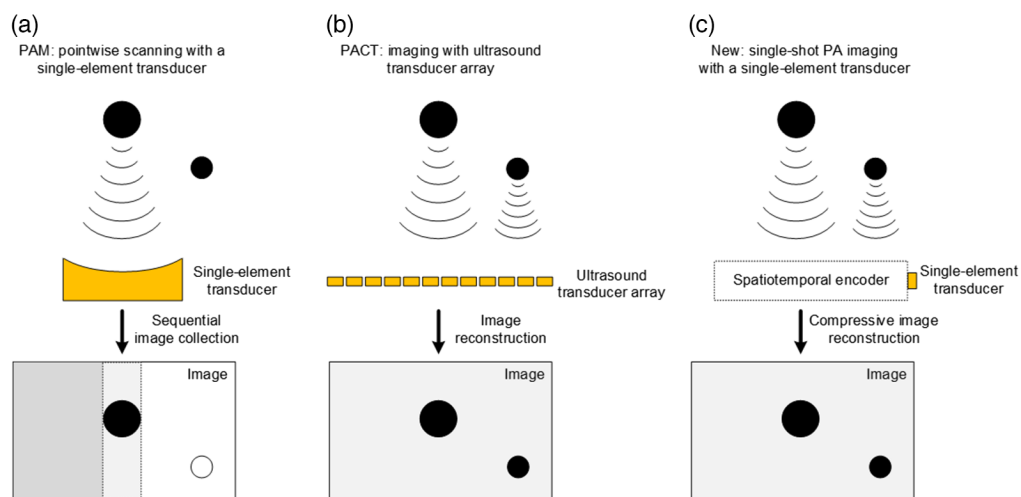 (a)
PAM: pointwise scanning with a
single-element transducer
Single-element
transducer
Sequential
image collection
Image
(b)
PACT: imaging with ultrasound
transducer array
Ultrasound
transducer array
Image
reconstruction
Image
(c)
New: single-shot PA imaging
with a single-element transducer
Spatiotemporal encoder
Single-element
transducer
Compressive image
reconstruction
Image